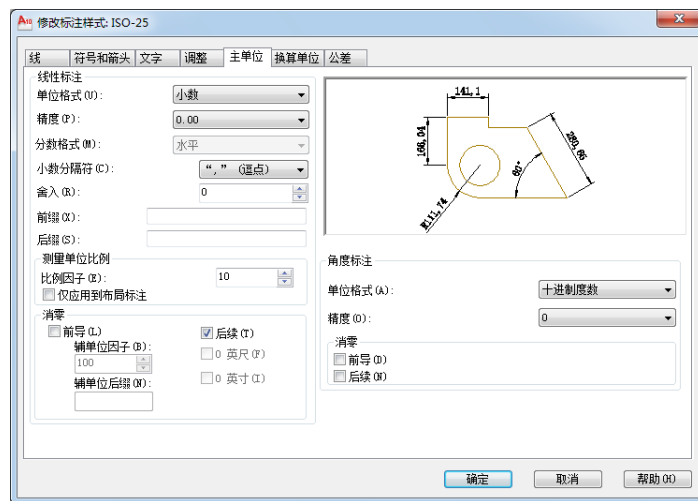 修改标注样式: ISO-25
线 符号和箭头 文字 调整 主单位 换算单位 公差
线性标注
单位格式(U): 小数
精度(P): 0.00
分数格式(M): 水平
小数分隔符(C): “,” (逗点)
舍入(R): 0
前缀(X):
后缀(S):
测量单位比例
比例因子(E): 10
仅应用到布局标注
消零
前导(L) 后续(T)
辅单位因子(B): 0 英尺(F)
100
辅单位后缀(N): 0 英寸(I)
141,1
166,04
280,66
60°
R111,74
角度标注
单位格式(A): 十进制度数
精度(O): 0
消零
前导(D)
后续(N)
确定 取消 帮助(H)